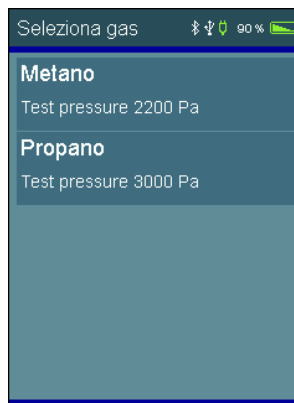 Seleziona gas 90 %
Metano
Test pressure 2200 Pa
Propano
Test pressure 3000 Pa